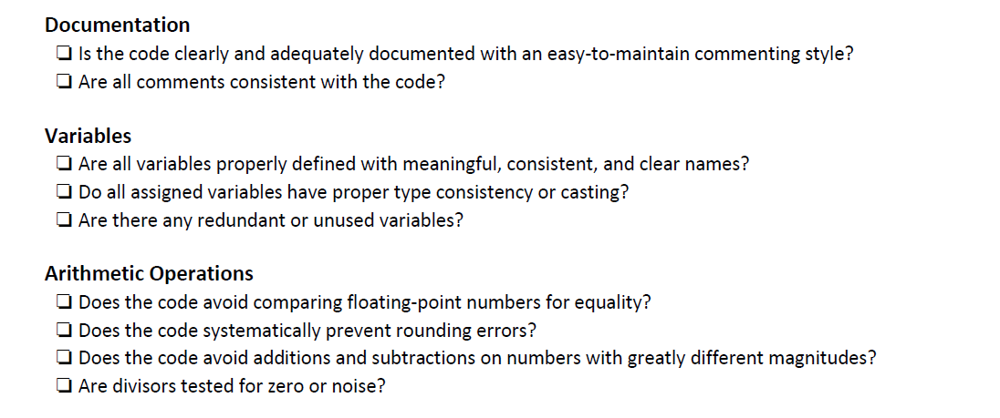 Documentation
❏ Is the code clearly and adequately documented with an easy-to-maintain commenting style?
❏ Are all comments consistent with the code?
Variables
❏ Are all variables properly defined with meaningful, consistent, and clear names?
❏ Do all assigned variables have proper type consistency or casting?
❏ Are there any redundant or unused variables?
Arithmetic Operations
❏ Does the code avoid comparing floating-point numbers for equality?
❏ Does the code systematically prevent rounding errors?
❏ Does the code avoid additions and subtractions on numbers with greatly different magnitudes?
❏ Are divisors tested for zero or noise?